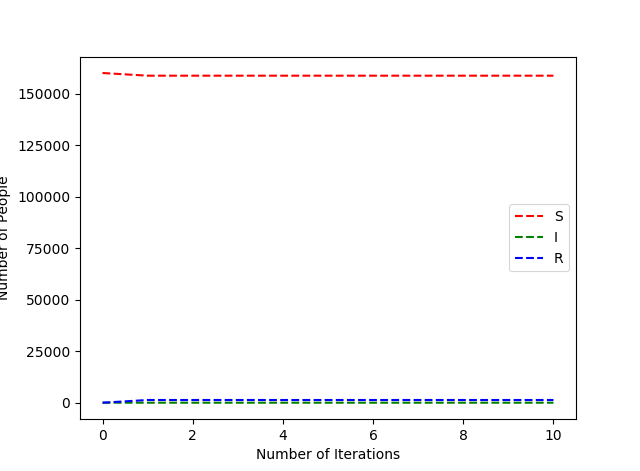 150000
125000
100000
75000
50000
25000
0
Number of People
S
I
R
0 2 4 6 8 10
Number of Iterations